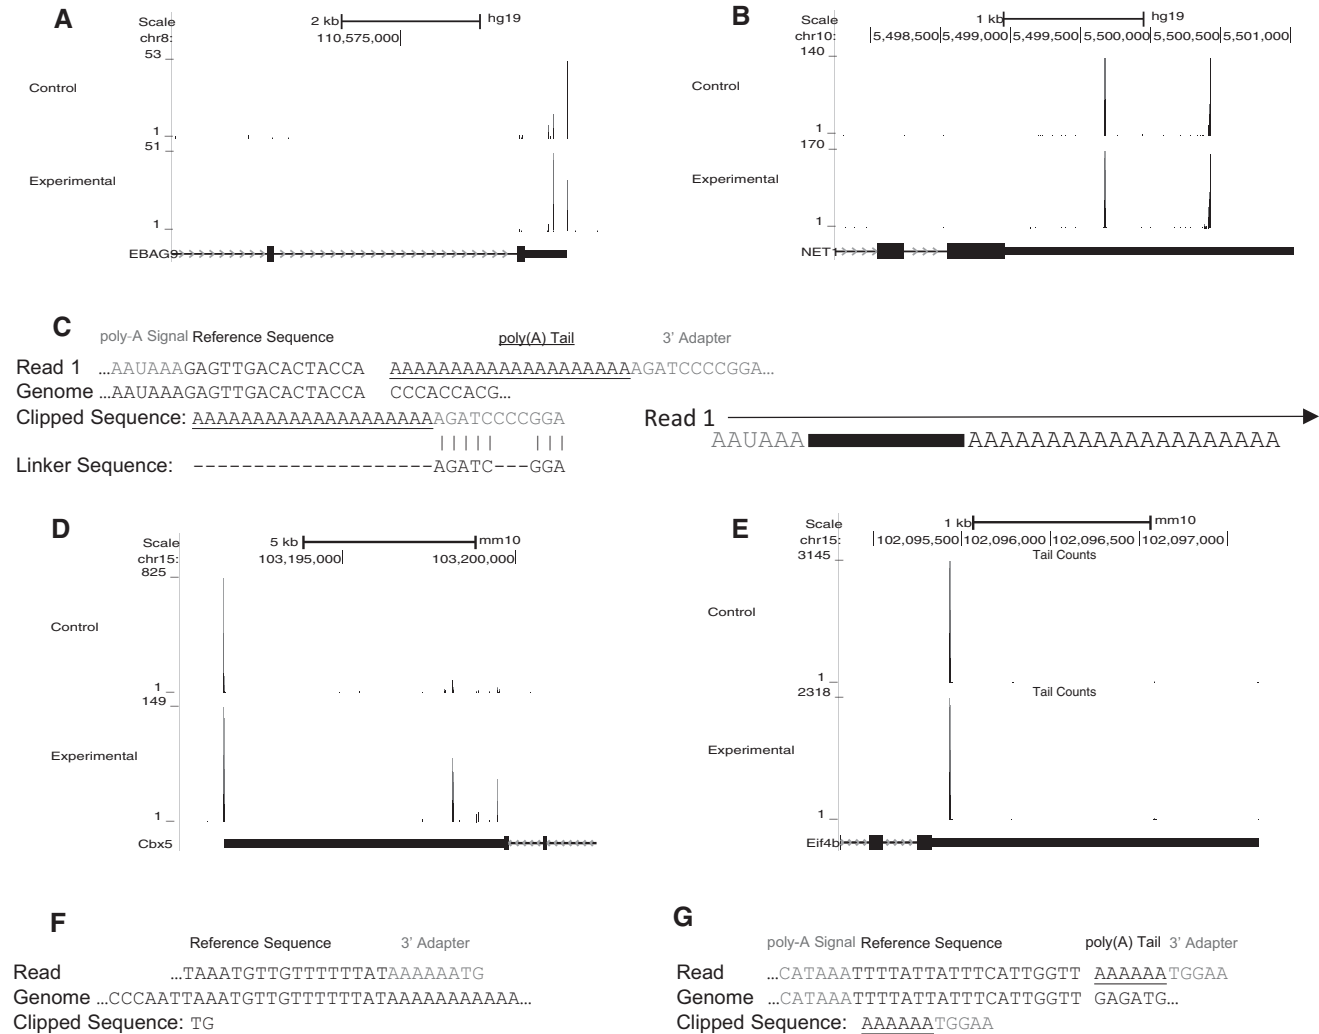 A
Scale 2 kb hg19
chr8: 110,575,000
53
Control
1
51
Experimental
1
EBAG9
B
Scale 1 kb hg19
chr10: 5,498,500 5,499,000 5,499,500 5,500,000 5,500,500 5,501,000
140
Control
1
170
Experimental
1
NET1
C
poly-A Signal Reference Sequence poly(A) Tail 3' Adapter
Read 1 ...AAUAAAGAGTTGACACTACCA AAAAAAAAAAAAAAAAAAAAAGATCCCCGGA...
Genome ...AAUAAAGAGTTGACACTACCA CCCACCACG...
Clipped Sequence: AAAAAAAAAAAAAAAAAAAAAGATCCCCGGA
Linker Sequence: --------------------AGATC---GGA
Read 1
AAUAAA AAAAAAAAAAAAAAAAAAAA
D
Scale 5 kb mm10
chr15: 103,195,000 103,200,000
825
Control
1
149
Experimental
1
Cbx5
E
Scale 1 kb mm10
chr15: 102,095,500 102,096,000 102,096,500 102,097,000
3145 Tail Counts
Control
1
2318 Tail Counts
Experimental
1
Eif4b
F
Reference Sequence 3' Adapter
Read ...TAAATGTTGTTTTTTATAAAAAATG
Genome ...CCCAATTAAATGTTGTTTTTTATAAAAAAAAAAA...
Clipped Sequence: TG
G
poly-A Signal Reference Sequence poly(A) Tail 3' Adapter
Read ...CATAAATTTTATTATTTCATTGGTT AAAAAATGGAA
Genome ...CATAAATTTTATTATTTCATTGGTT GAGATG...
Clipped Sequence: AAAAAATGGAA